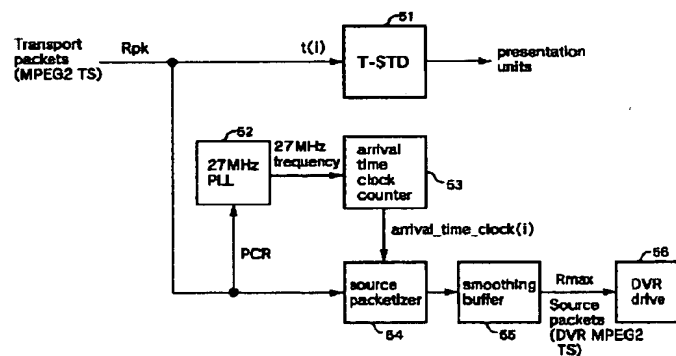 51
Transport
packets
(MPEG2 TS)
Rpk
t(i)
T-STD
presentation
units
52
27MHz
PLL
27MHz
frequency
arrival
time
clock
counter
53
PCR
arrival_time_clock(i)
source
packetizer
54
smoothing
buffer
55
Rmax
Source
packets
(DVR MPEG2
TS)
56
DVR
drive